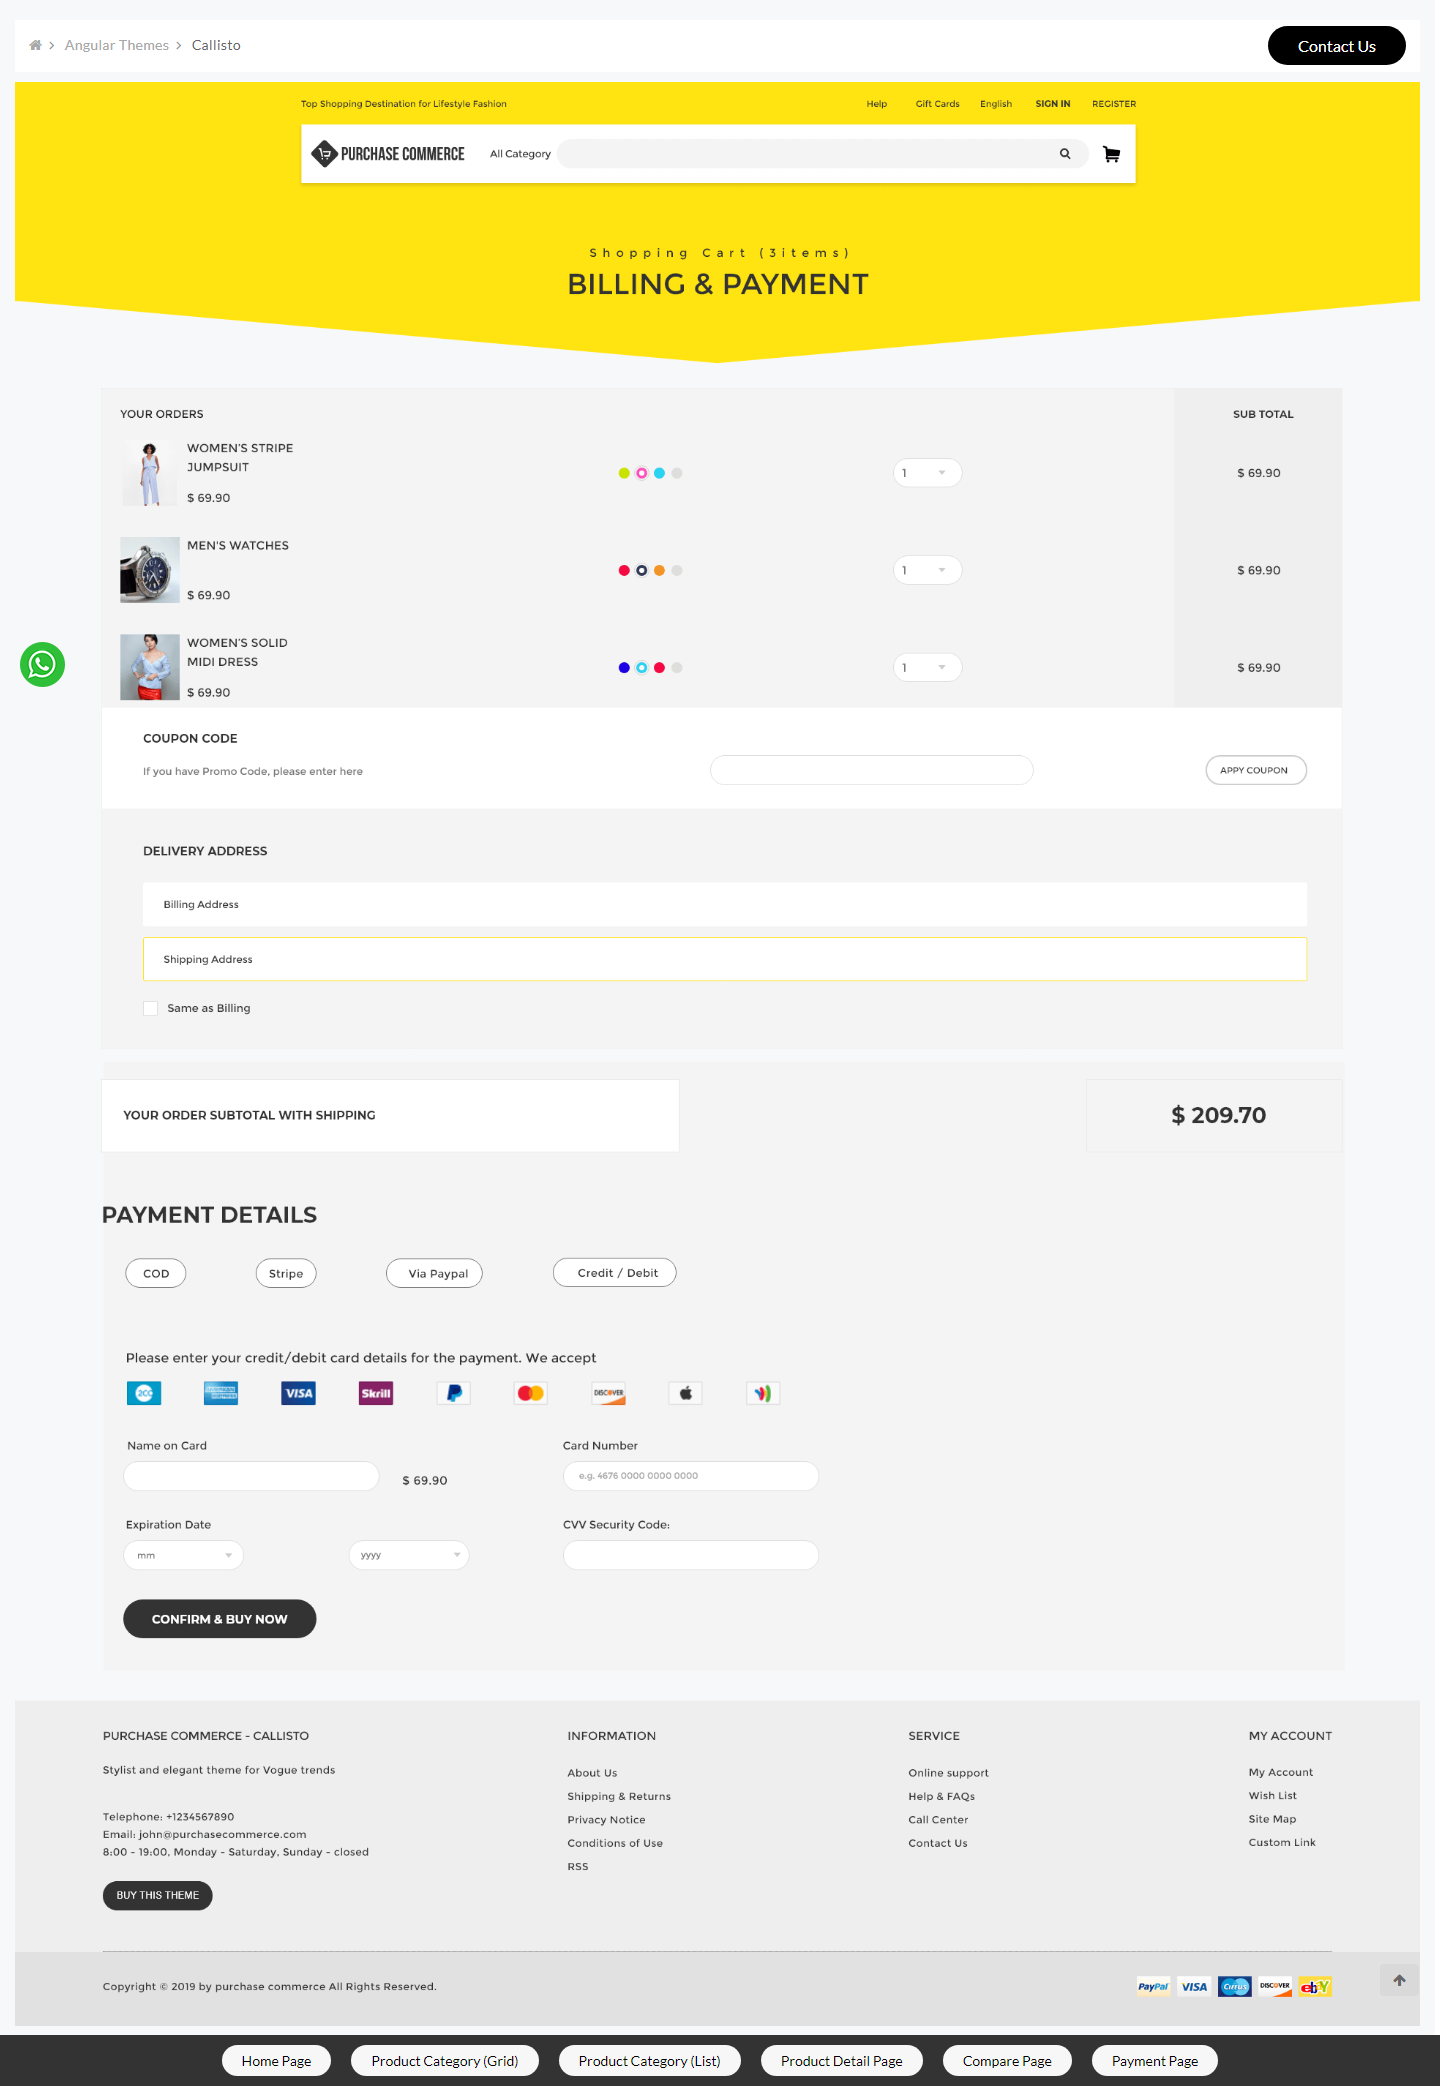 Angular Themes > Callisto
Contact Us
Top Shopping Destination for Lifestyle Fashion
Help Gift Cards English SIGN IN REGISTER
PURCHASE COMMERCE All Category
Shopping Cart (3items)
BILLING & PAYMENT
YOUR ORDERS
SUB TOTAL
WOMEN'S STRIPE
JUMPSUIT
$ 69.90
1
$ 69.90
MEN'S WATCHES
$ 69.90
1
$ 69.90
WOMEN'S SOLID
MIDI DRESS
$ 69.90
1
$ 69.90
COUPON CODE
If you have Promo Code, please enter here
APPY COUPON
DELIVERY ADDRESS
Billing Address
Shipping Address
Same as Billing
YOUR ORDER SUBTOTAL WITH SHIPPING
$ 209.70
PAYMENT DETAILS
COD Stripe Via Paypal Credit / Debit
Please enter your credit/debit card details for the payment. We accept
VISA Skrill DISCOVER
Name on Card
$ 69.90
Card Number
e.g. 4676 0000 0000 0000
Expiration Date
mm yyyy
CVV Security Code:
CONFIRM & BUY NOW
PURCHASE COMMERCE - CALLISTO
Stylist and elegant theme for Vogue trends
Telephone: +1234567890
Email: john@purchasecommerce.com
8:00 - 19:00, Monday - Saturday, Sunday - closed
BUY THIS THEME
INFORMATION
About Us
Shipping & Returns
Privacy Notice
Conditions of Use
RSS
SERVICE
Online support
Help & FAQs
Call Center
Contact Us
MY ACCOUNT
My Account
Wish List
Site Map
Custom Link
Copyright © 2019 by purchase commerce All Rights Reserved.
PayPal VISA Cirrus DISCOVER ebY
Home Page Product Category (Grid) Product Category (List) Product Detail Page Compare Page Payment Page